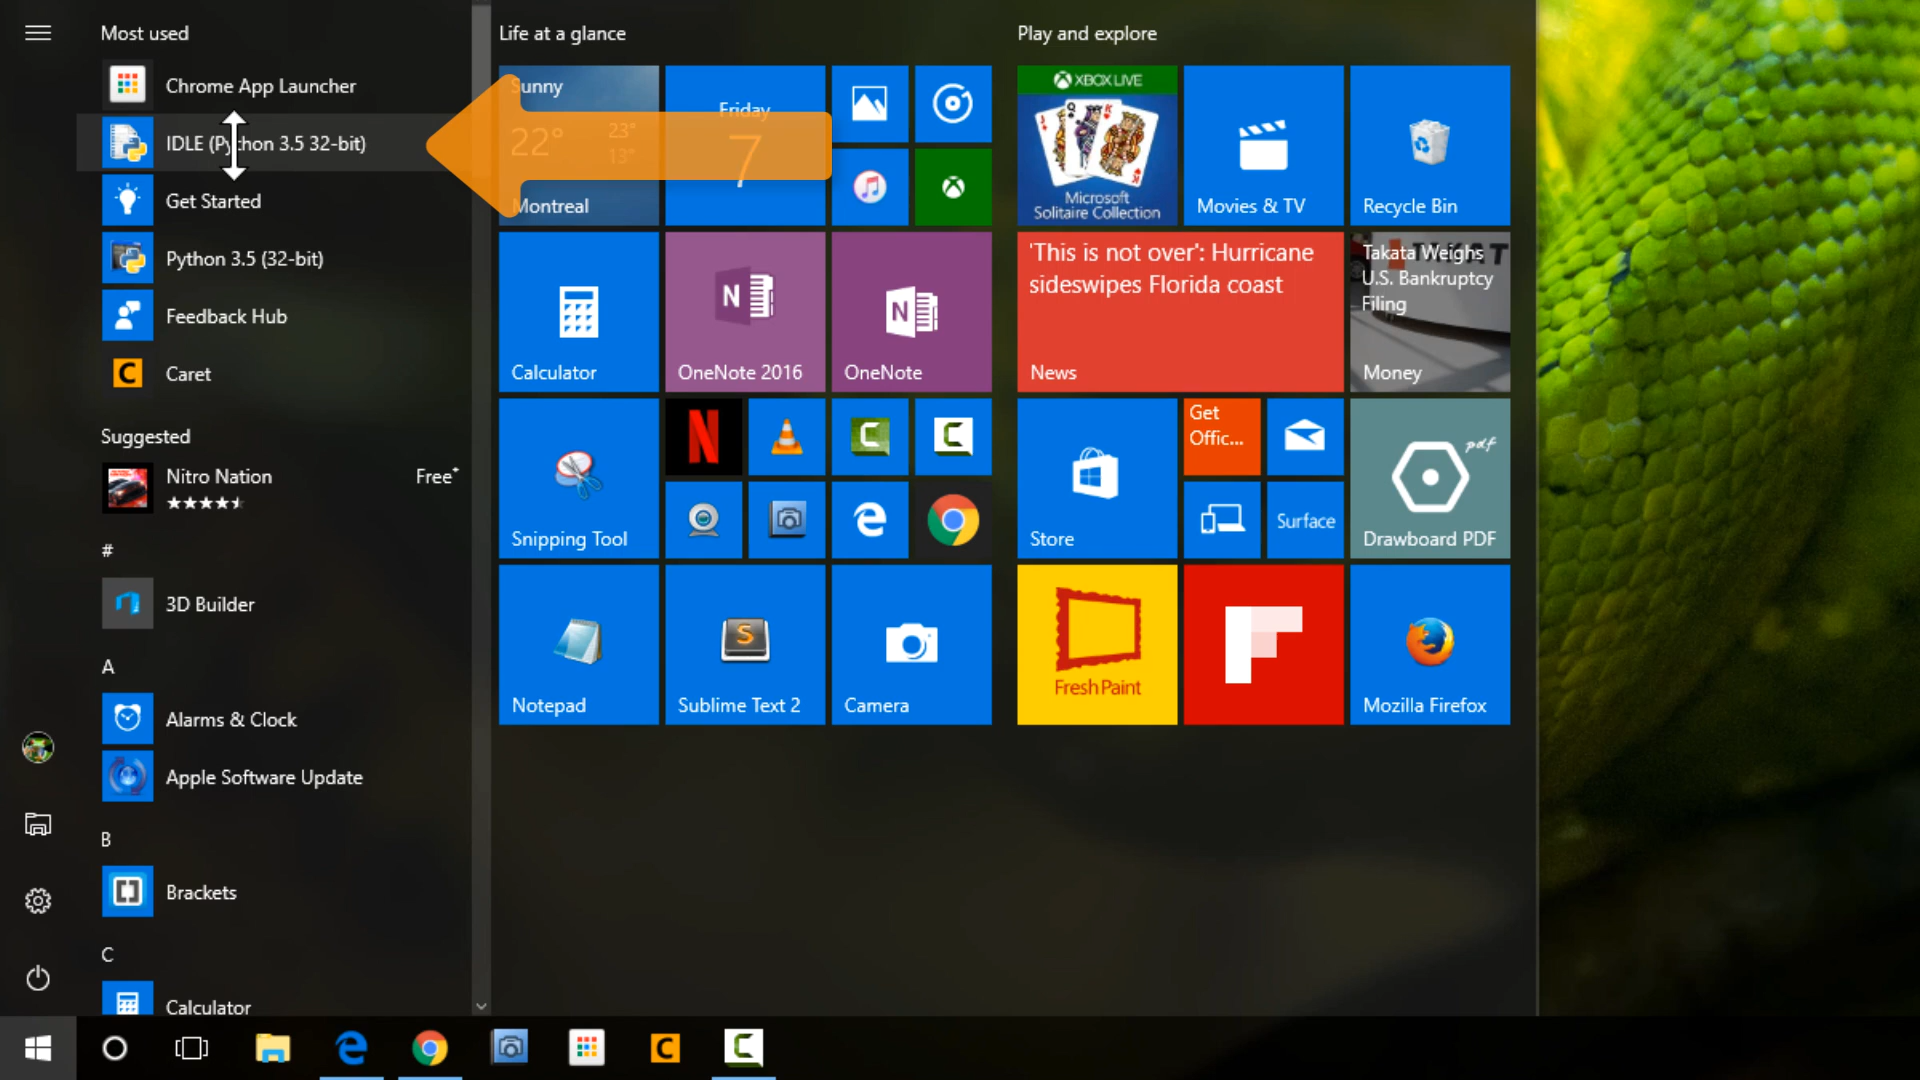 Most used
Chrome App Launcher
IDLE (Python 3.5 32-bit)
Get Started
Python 3.5 (32-bit)
Feedback Hub
Caret
Suggested
Nitro Nation
Free*
#
3D Builder
A
Alarms & Clock
Apple Software Update
B
Brackets
C
Calculator
Life at a glance
Sunny
22°
23°
13°
Montreal
Friday
7
Calculator
OneNote 2016
OneNote
Snipping Tool
Notepad
Sublime Text 2
Camera
Play and explore
XBOX LIVE
Microsoft
Solitaire Collection
Movies & TV
Recycle Bin
'This is not over': Hurricane
sideswipes Florida coast
News
Takata Weighs
U.S. Bankruptcy
Filing
Money
Store
Get
Offic...
Surface
pdf
Drawboard PDF
Fresh Paint
Mozilla Firefox